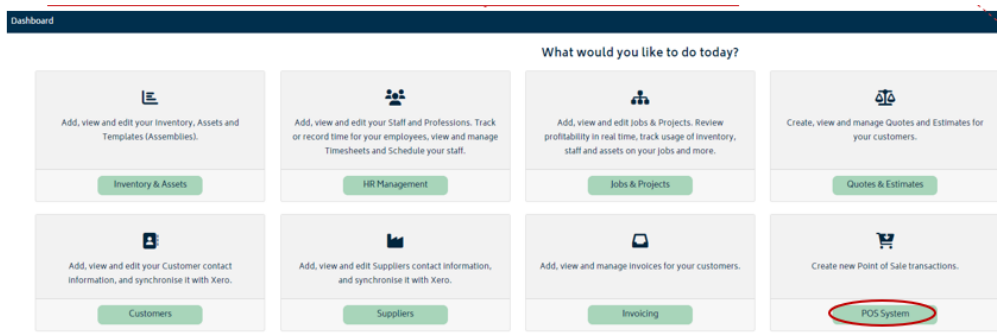 Dashboard
What would you like to do today?
Add, view and edit your Inventory, Assets and
Templates (Assemblies).
Inventory & Assets
Add, view and edit your Staff and Professions. Track
or record time for your employees, view and manage
Timesheets and Schedule your staff.
HR Management
Add, view and edit Jobs & Projects. Review
profitability in real time, track usage of inventory,
staff and assets on your jobs and more.
Jobs & Projects
Create, view and manage Quotes and Estimates for
your customers.
Quotes & Estimates
Add, view and edit your Customer contact
information, and synchronise it with Xero.
Customers
Add, view and edit Suppliers contact information,
and synchronise it with Xero.
Suppliers
Add, view and manage invoices for your customers.
Invoicing
Create new Point of Sale transactions.
POS System